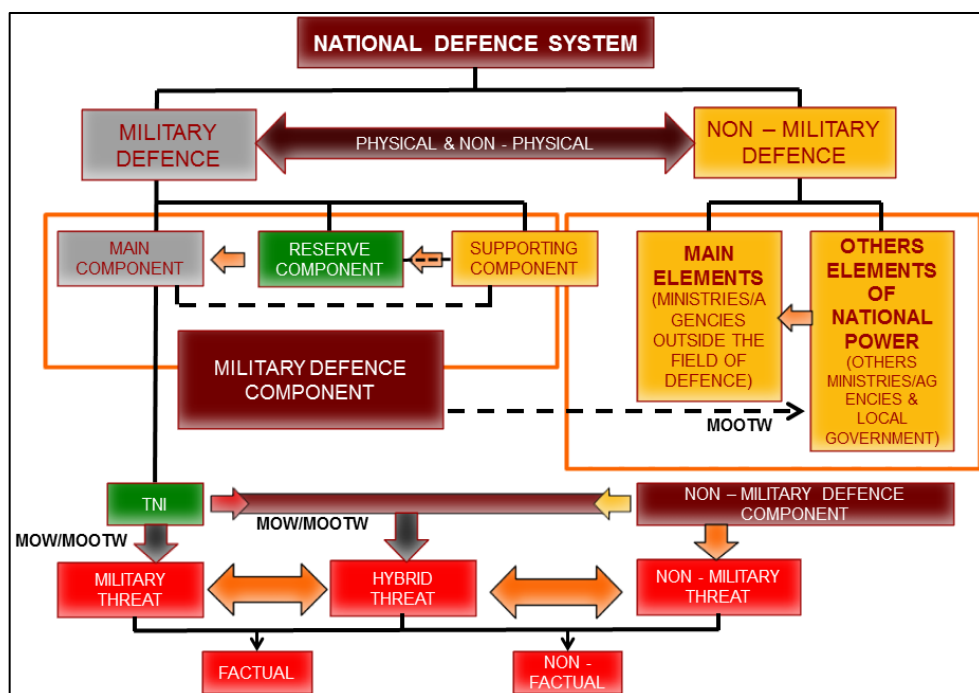 NATIONAL DEFENCE SYSTEM
MILITARY
DEFENCE
PHYSICAL & NON - PHYSICAL
NON – MILITARY
DEFENCE
MAIN
COMPONENT
RESERVE
COMPONENT
SUPPORTING
COMPONENT
MAIN
ELEMENTS
(MINISTRIES/A
GENCIES
OUTSIDE THE
FIELD OF
DEFENCE)
OTHERS
ELEMENTS
OF
NATIONAL
POWER
(OTHERS
MINISTRIES/AG
ENCIES &
LOCAL
GOVERNMENT)
MILITARY DEFENCE
COMPONENT
MOOTW
TNI
NON – MILITARY DEFENCE
COMPONENT
MOW/MOOTW
MOW/MOOTW
MILITARY
THREAT
HYBRID
THREAT
NON - MILITARY
THREAT
FACTUAL
NON -
FACTUAL